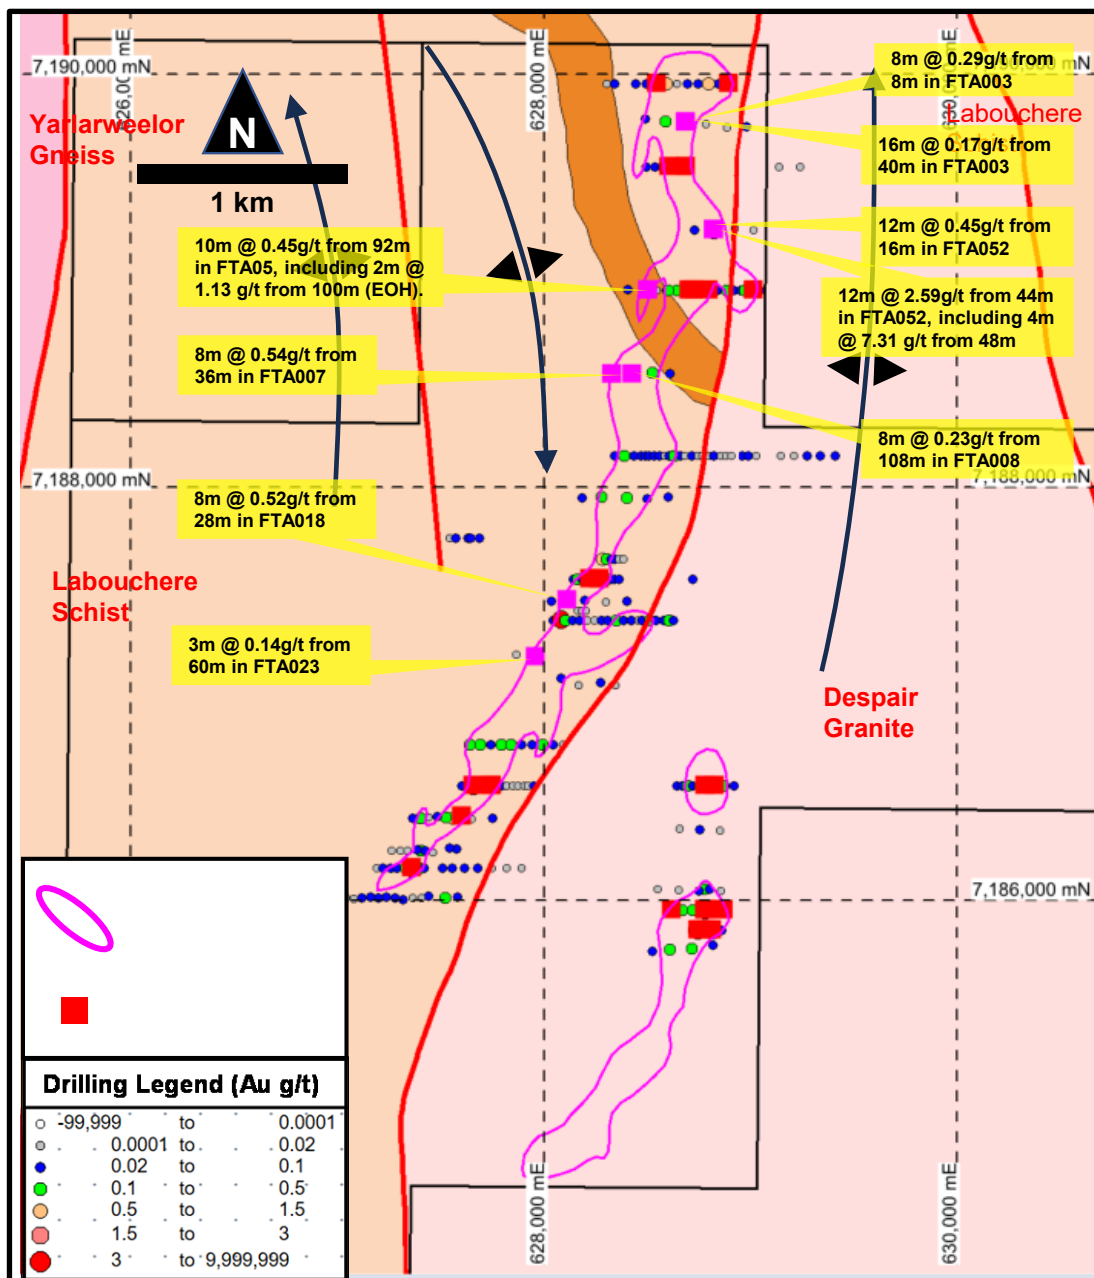 7,190,000 mN
626,000 mE
628,000 mE
8m @ 0.29g/t from
8m in FTA003
Yarlarweelor
Gneiss
N
Labouchere
1 km
16m @ 0.17g/t from
40m in FTA003
12m @ 0.45g/t from
16m in FTA052
10m @ 0.45g/t from 92m
in FTA05, including 2m @
1.13 g/t from 100m (EOH).
12m @ 2.59g/t from 44m
in FTA052, including 4m
@ 7.31 g/t from 48m
8m @ 0.54g/t from
36m in FTA007
8m @ 0.23g/t from
108m in FTA008
7,188,000 mN
7,188,000 mN
8m @ 0.52g/t from
28m in FTA018
Labouchere
Schist
3m @ 0.14g/t from
60m in FTA023
Despair
Granite
7,186,000 mN
Drilling Legend (Au g/t)
-99,999 to 0.0001
0.0001 to 0.02
0.02 to 0.1
0.1 to 0.5
0.5 to 1.5
1.5 to 3
3 to 9,999,999
628,000 mE
630,000 mE